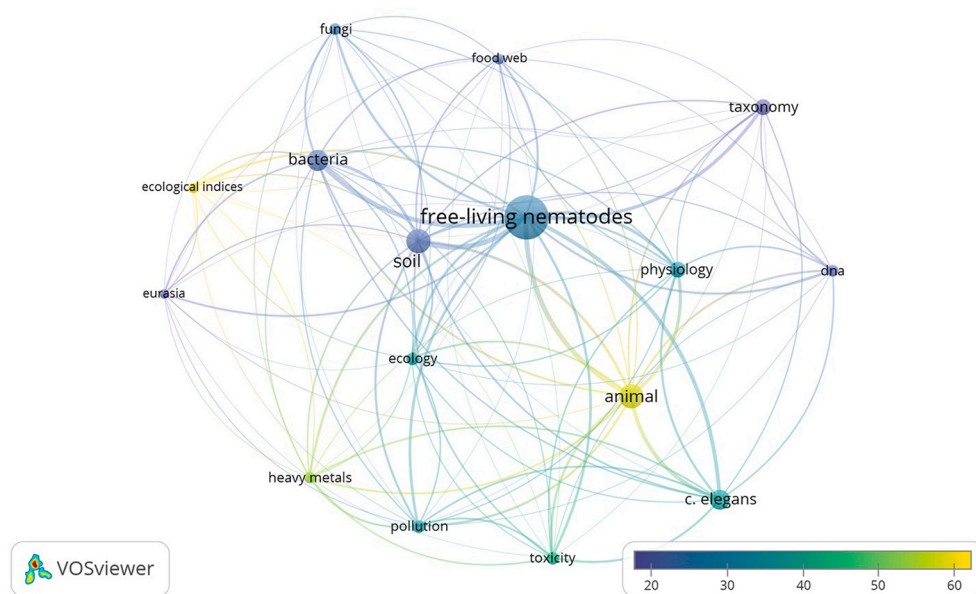 fungi
food web
taxonomy
bacteria
ecological indices
free-living nematodes
soil
physiology
dna
eurasia
ecology
animal
heavy metals
c. elegans
pollution
toxicity
VOSviewer
20 30 40 50 60